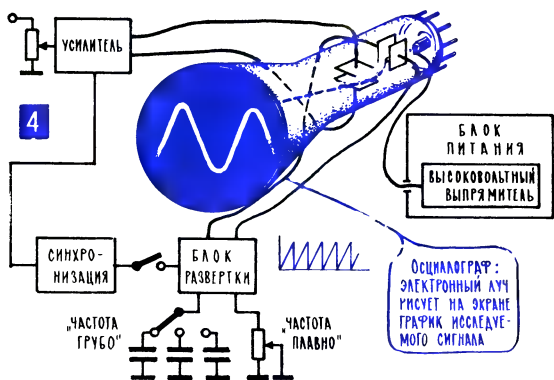 УСИЛИТЕЛЬ
4
БЛОК
ПИТАНИЯ
ВЫСОКОВОЛЬТНЫЙ
ВЫПРЯМИТЕЛЬ
СИНХРО-
НИЗАЦИЯ
БЛОК
РАЗВЕРТКИ
ОСЦИЛОГРАФ:
ЭЛЕКТРОННЫЙ ЛУЧ
РИСУЕТ НА ЭКРАНЕ
ГРАФИК ИССЛЕДУЕ-
МОГО СИГНАЛА
„ЧАСТОТА
ГРУБО"
„ЧАСТОТА
ПЛАВНО"